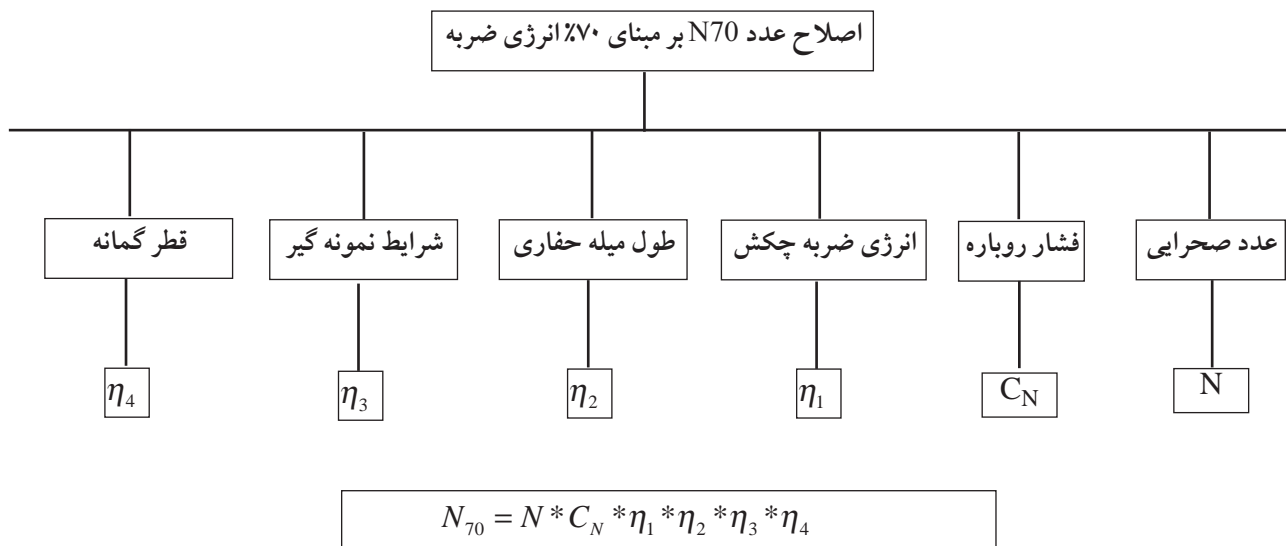 اصلاح عدد N70 بر مبنای ۷۰٪ انرژی ضربه
عدد صحرایی
فشار روباره
انرژی ضربه چکش
طول میله حفاری
شرایط نمونه گیر
قطر گمانه
N
C_N
η₁
η₂
η₃
η₄
N₇₀ = N * C_N * η₁ * η₂ * η₃ * η₄